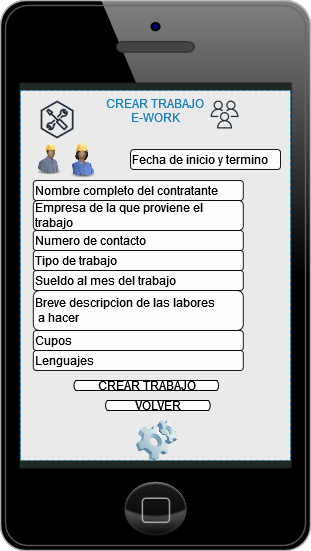 CREAR TRABAJO
E-WORK
Fecha de inicio y termino
Nombre completo del contratante
Empresa de la que proviene el
trabajo
Numero de contacto
Tipo de trabajo
Sueldo al mes del trabajo
Breve descripcion de las labores
a hacer
Cupos
Lenguajes
CREAR TRABAJO
VOLVER